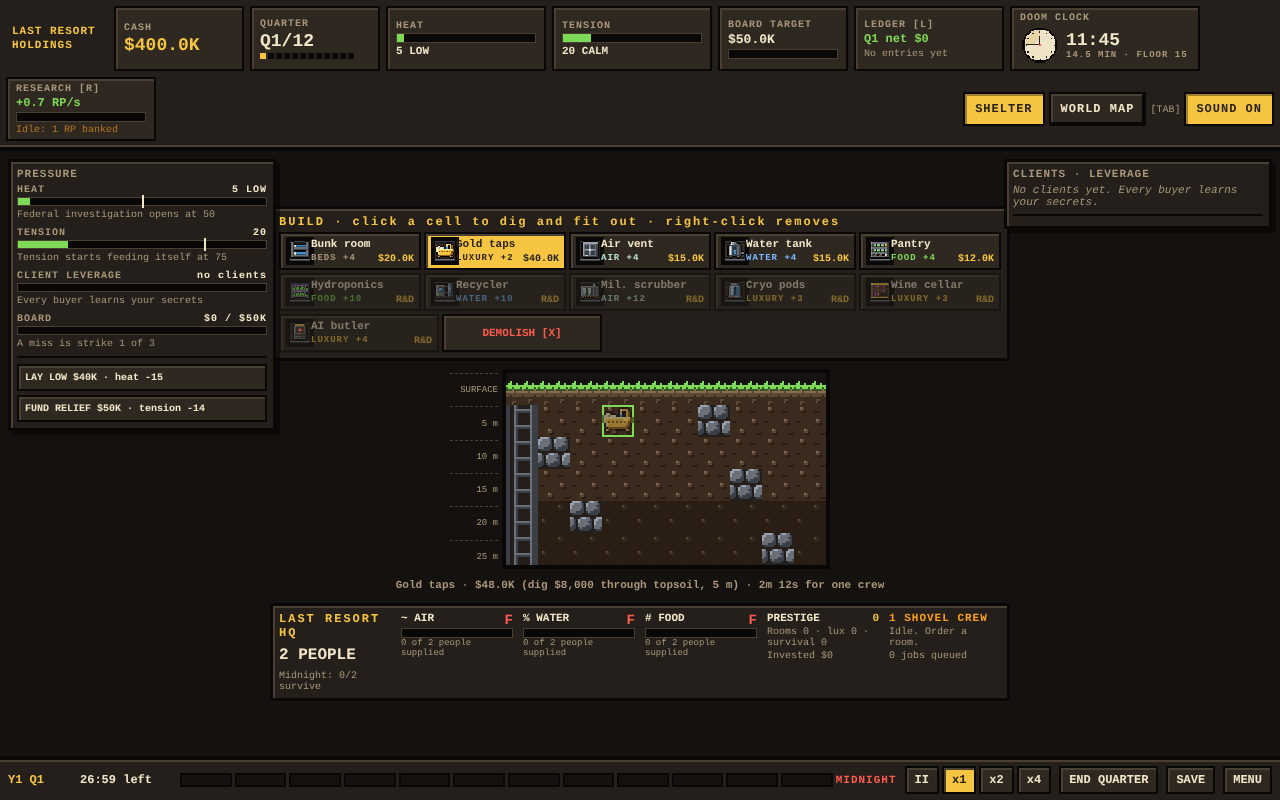 LAST RESORT
HOLDINGS
CASH
$400.0K
QUARTER
Q1/12
HEAT
5 LOW
TENSION
20 CALM
BOARD TARGET
$50.0K
LEDGER [L]
Q1 net $0
No entries yet
DOOM CLOCK
11:45
14.5 MIN · FLOOR 15
RESEARCH [R]
+0.7 RP/s
Idle: 1 RP banked
SHELTER
WORLD MAP
[TAB]
SOUND ON
PRESSURE
HEAT 5 LOW
Federal investigation opens at 50
TENSION 20
Tension starts feeding itself at 75
CLIENT LEVERAGE no clients
Every buyer learns your secrets
BOARD $0 / $50K
A miss is strike 1 of 3
LAY LOW $40K · heat -15
FUND RELIEF $50K · tension -14
BUILD · click a cell to dig and fit out · right-click removes
Bunk room
BEDS +4 $20.0K
Gold taps
LUXURY +2 $40.0K
Air vent
AIR +4 $15.0K
Water tank
WATER +4 $15.0K
Pantry
FOOD +4 $12.0K
Hydroponics
FOOD +10 R&D
Recycler
WATER +10 R&D
Mil. scrubber
AIR +12 R&D
Cryo pods
LUXURY +3 R&D
Wine cellar
LUXURY +3 R&D
AI butler
LUXURY +4 R&D
DEMOLISH [X]
CLIENTS · LEVERAGE
No clients yet. Every buyer learns
your secrets.
SURFACE
5 m
10 m
15 m
20 m
25 m
Gold taps · $48.0K (dig $8,000 through topsoil, 5 m) · 2m 12s for one crew
LAST RESORT
HQ
2 PEOPLE
Midnight: 0/2
survive
~ AIR F
0 of 2 people
supplied
% WATER F
0 of 2 people
supplied
# FOOD F
0 of 2 people
supplied
PRESTIGE 0
Rooms 0 · lux 0 ·
survival 0
Invested $0
1 SHOVEL CREW
Idle. Order a
room.
0 jobs queued
Y1 Q1
26:59 left
MIDNIGHT
II
x1
x2
x4
END QUARTER
SAVE
MENU